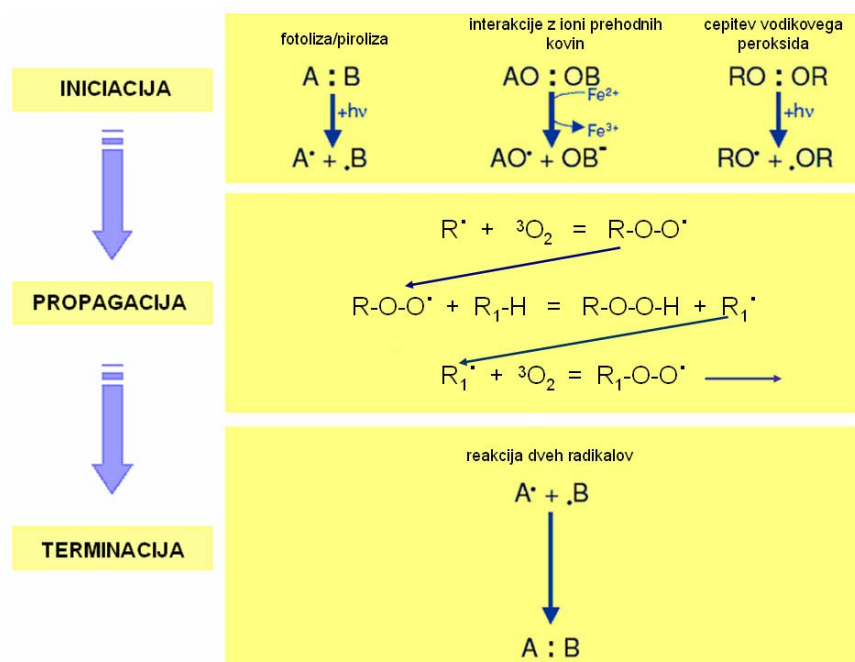 INICIACIJA
fotoliza/piroliza
A : B
+hν
A• + .B
interakcije z ioni prehodnih
kovin
AO : OB
Fe²⁺
Fe³⁺
AO• + OB⁻
cepitev vodikovega
peroksida
RO : OR
+hν
RO• + .OR
PROPAGACIJA
R• + ³O₂ = R-O-O•
R-O-O• + R₁-H = R-O-O-H + R₁•
R₁• + ³O₂ = R₁-O-O•
TERMINACIJA
reakcija dveh radikalov
A• + .B
A : B